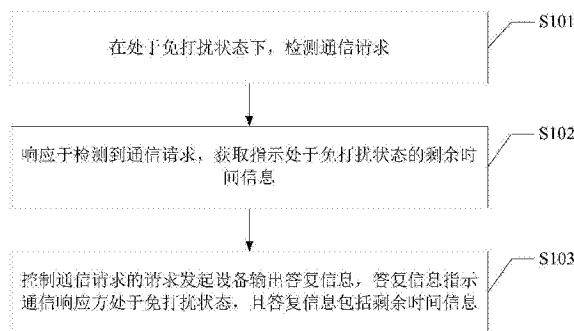 在处于免打扰状态下，检测通信请求
S101
响应于检测到通信请求，获取指示处于免打扰状态的剩余时
间信息
S102
控制通信请求的请求发起设备输出答复信息，答复信息指示
通信响应方处于免打扰状态，且答复信息包括剩余时间信息
S103